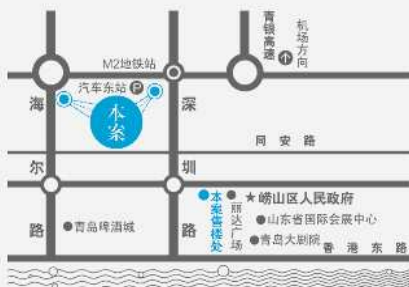 青银高速
机场方向
M2地铁站
汽车东站 P
本案
海尔路
深圳路
同安路
本案售楼处
丽达广场
★崂山区人民政府
山东省国际会展中心
青岛大剧院
青岛啤酒城
香港东路